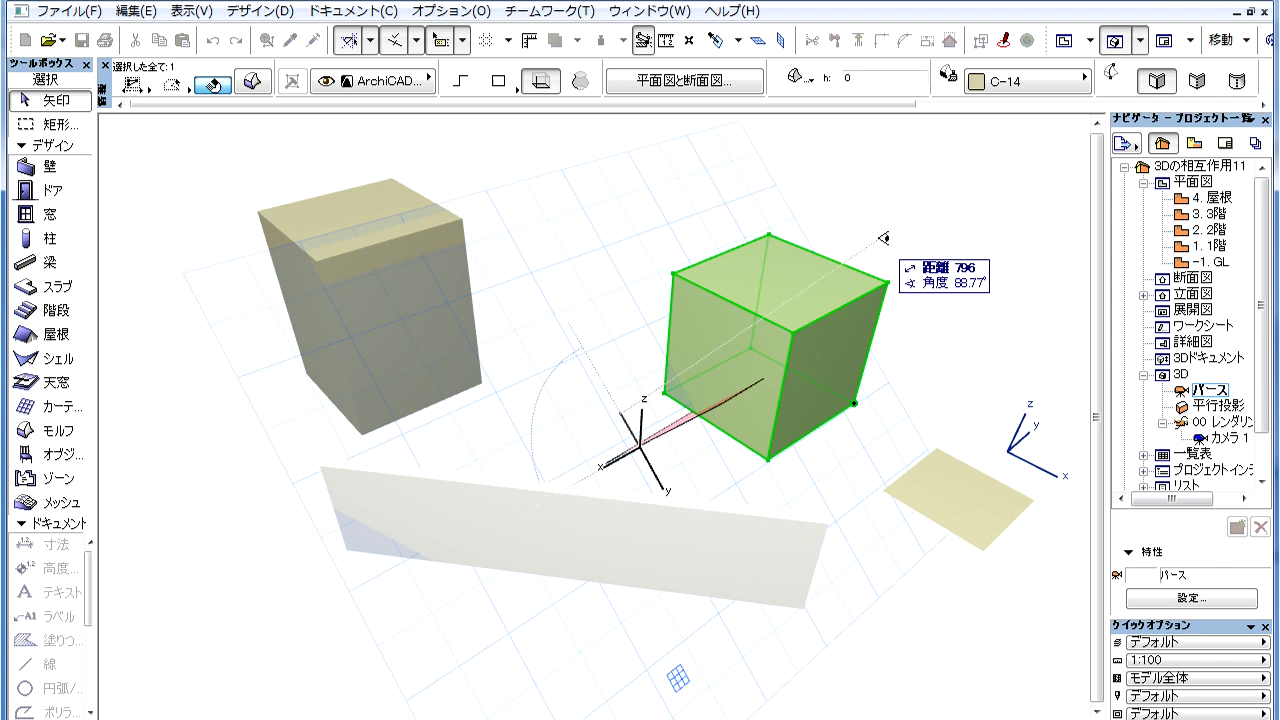 ファイル(F) 編集(E) 表示(V) デザイン(D) ドキュメント(C) オプション(O) チームワーク(T) ウィンドウ(W) ヘルプ(H)
移動
ツールボックス
選択した全て: 1
選択
ArchiCAD...
平面図と断面図...
h: 0
C-14
矢印
矩形...
デザイン
壁
ドア
窓
柱
梁
スラブ
階段
屋根
シェル
天窓
カーテ...
モルフ
オブジ...
ゾーン
メッシュ
ドキュメント
寸法
高度...
テキスト
A1 ラベル
塗りつ...
線
円弧/...
ポリラ...
距離 796
角度 88.77°
z
x
y
z
y
x
ナビゲータ - プロジェクト一覧
3Dの相互作用11
平面図
4. 屋根
3. 3階
2. 2階
1. 1階
-1. GL
断面図
立面図
展開図
ワークシート
詳細図
3Dドキュメント
3D
パース
平行投影
00 レンダリン
カメラ 1
一覧表
プロジェクトインデ
リスト
特性
パース
設定...
クイックオプション
デフォルト
1:100
モデル全体
デフォルト
デフォルト